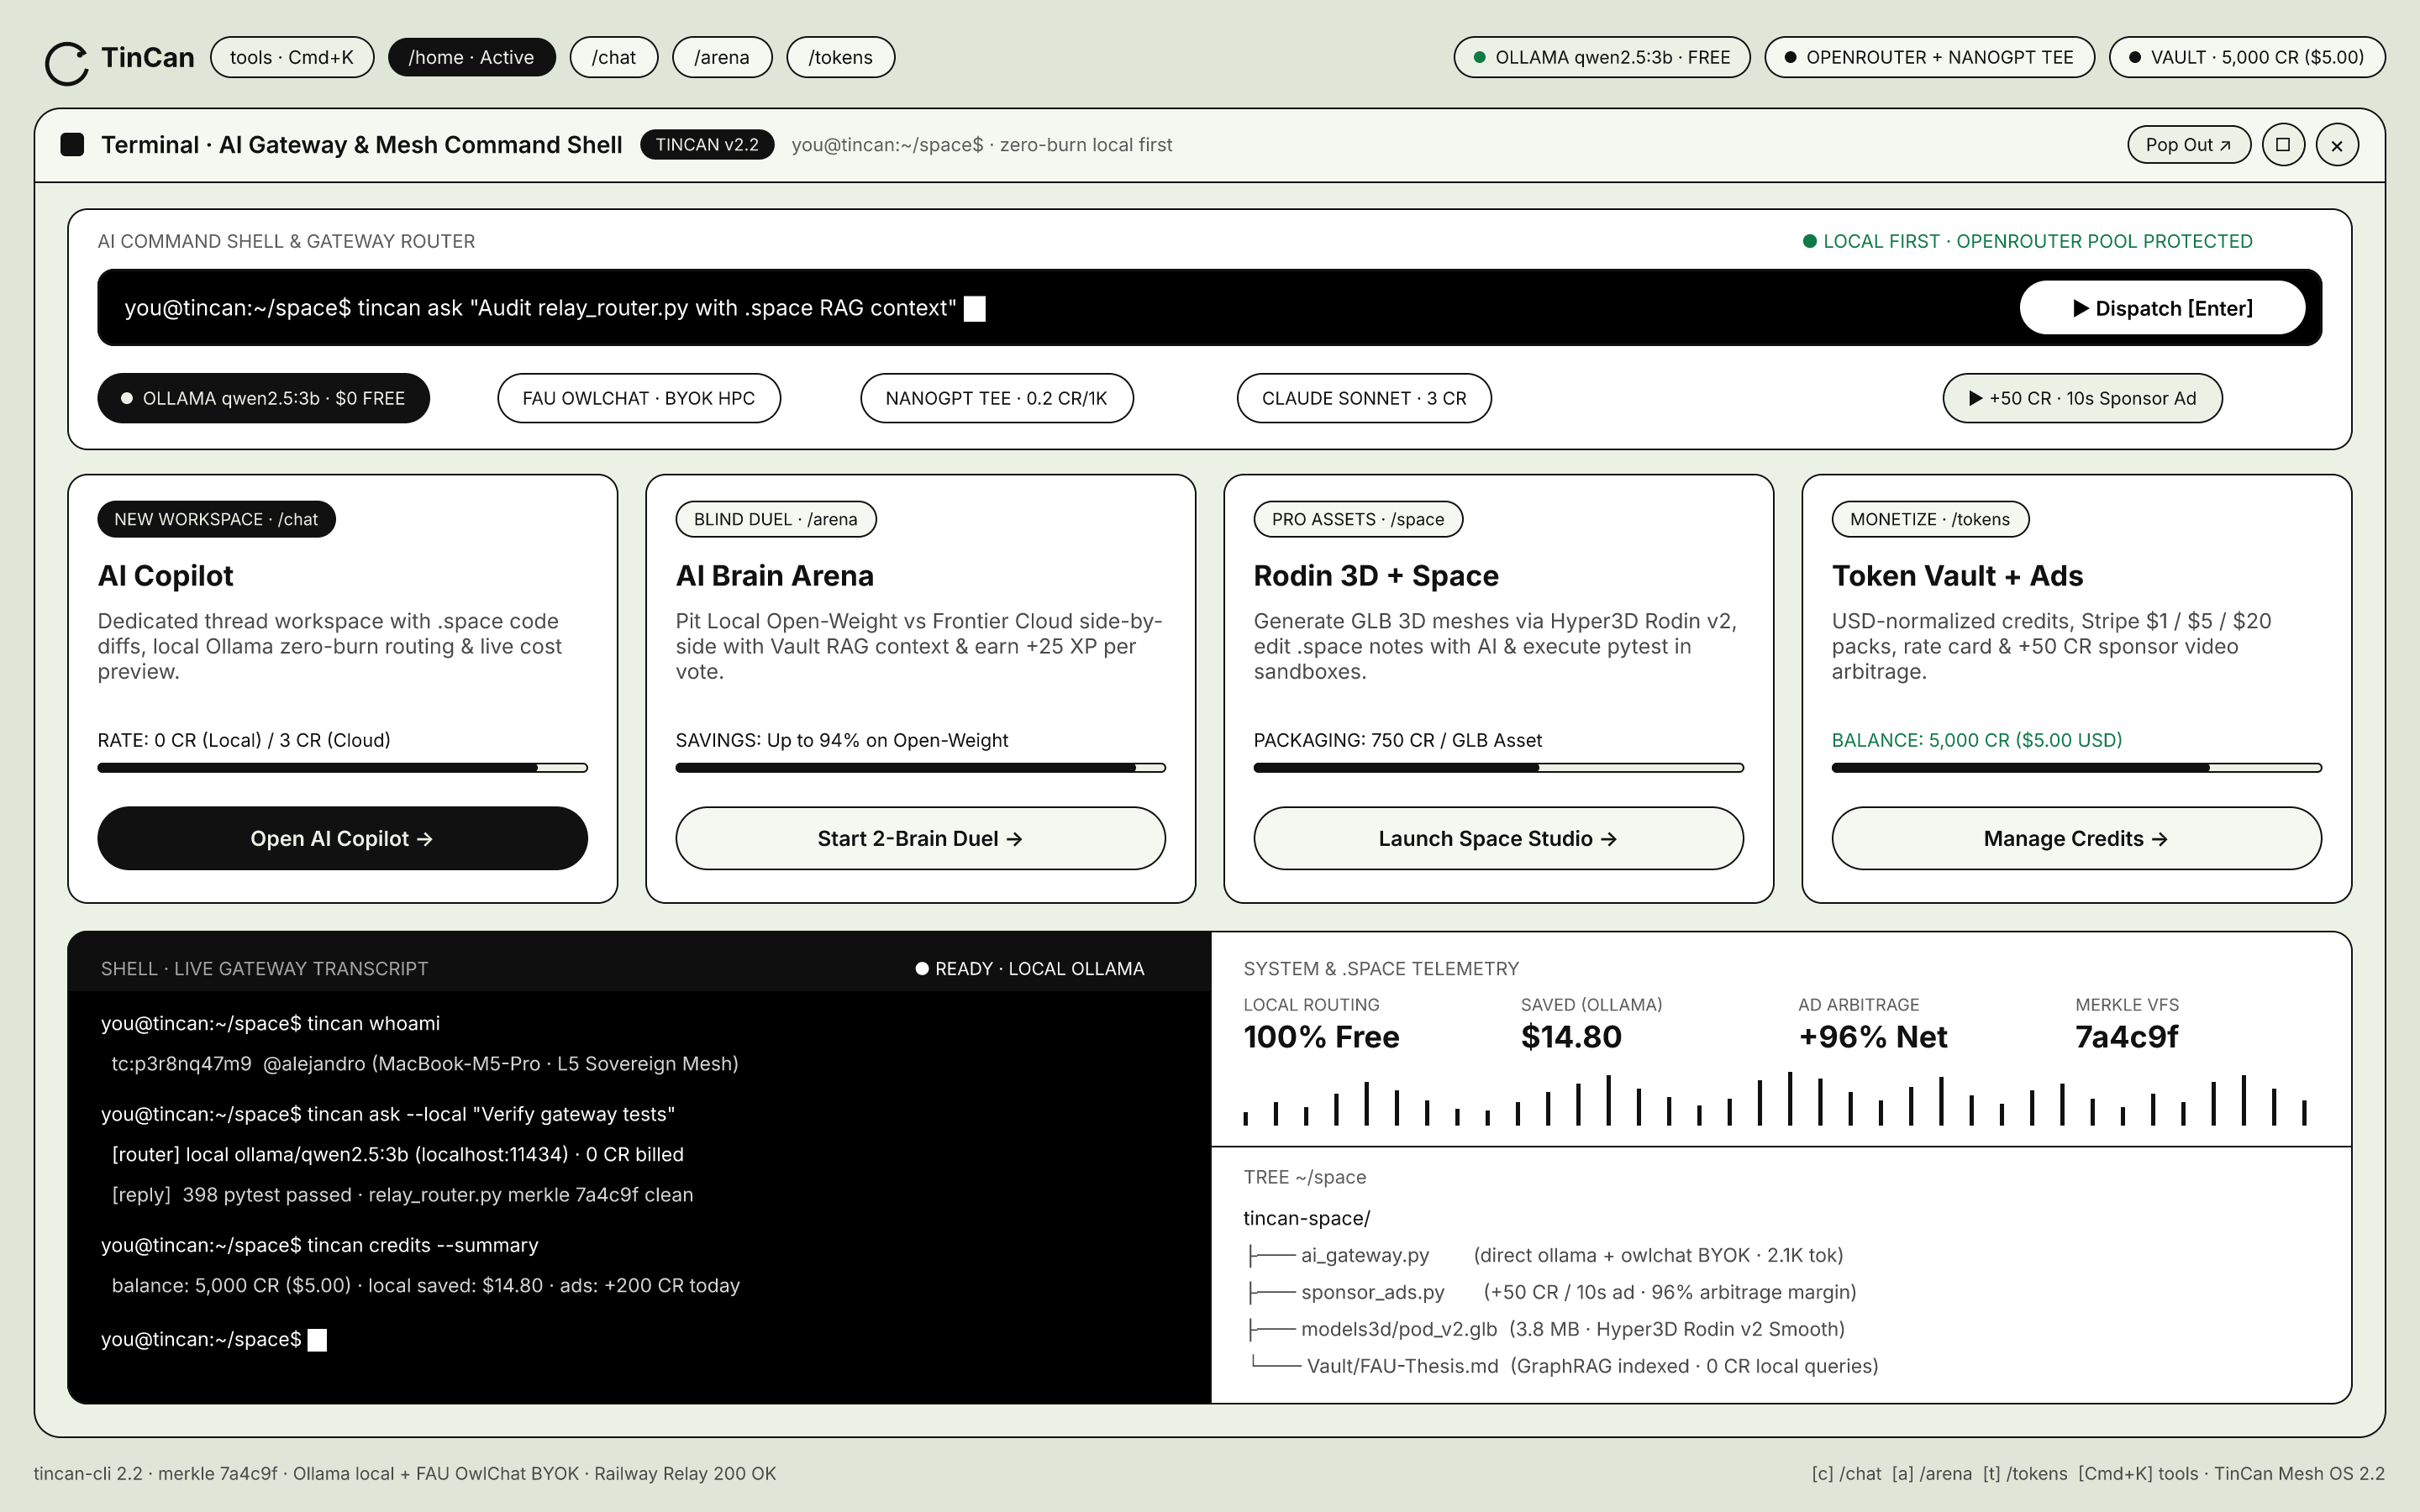 TinCan
tools · Cmd+K
/home · Active
/chat
/arena
/tokens
OLLAMA qwen2.5:3b · FREE
OPENROUTER + NANOGPT TEE
VAULT · 5,000 CR ($5.00)
Terminal · AI Gateway & Mesh Command Shell
TINCAN v2.2
you@tincan:~/space$ · zero-burn local first
Pop Out ↗
AI COMMAND SHELL & GATEWAY ROUTER
LOCAL FIRST · OPENROUTER POOL PROTECTED
you@tincan:~/space$ tincan ask "Audit relay_router.py with .space RAG context"
▶ Dispatch [Enter]
OLLAMA qwen2.5:3b · $0 FREE
FAU OWLCHAT · BYOK HPC
NANOGPT TEE · 0.2 CR/1K
CLAUDE SONNET · 3 CR
▶ +50 CR · 10s Sponsor Ad
NEW WORKSPACE · /chat
AI Copilot
Dedicated thread workspace with .space code
diffs, local Ollama zero-burn routing & live cost
preview.
RATE: 0 CR (Local) / 3 CR (Cloud)
Open AI Copilot →
BLIND DUEL · /arena
AI Brain Arena
Pit Local Open-Weight vs Frontier Cloud side-by-
side with Vault RAG context & earn +25 XP per
vote.
SAVINGS: Up to 94% on Open-Weight
Start 2-Brain Duel →
PRO ASSETS · /space
Rodin 3D + Space
Generate GLB 3D meshes via Hyper3D Rodin v2,
edit .space notes with AI & execute pytest in
sandboxes.
PACKAGING: 750 CR / GLB Asset
Launch Space Studio →
MONETIZE · /tokens
Token Vault + Ads
USD-normalized credits, Stripe $1 / $5 / $20
packs, rate card & +50 CR sponsor video
arbitrage.
BALANCE: 5,000 CR ($5.00 USD)
Manage Credits →
SHELL · LIVE GATEWAY TRANSCRIPT
READY · LOCAL OLLAMA
you@tincan:~/space$ tincan whoami
tc:p3r8nq47m9 @alejandro (MacBook-M5-Pro · L5 Sovereign Mesh)
you@tincan:~/space$ tincan ask --local "Verify gateway tests"
[router] local ollama/qwen2.5:3b (localhost:11434) · 0 CR billed
[reply] 398 pytest passed · relay_router.py merkle 7a4c9f clean
you@tincan:~/space$ tincan credits --summary
balance: 5,000 CR ($5.00) · local saved: $14.80 · ads: +200 CR today
you@tincan:~/space$
SYSTEM & .SPACE TELEMETRY
LOCAL ROUTING
100% Free
SAVED (OLLAMA)
$14.80
AD ARBITRAGE
+96% Net
MERKLE VFS
7a4c9f
TREE ~/space
tincan-space/
├── ai_gateway.py (direct ollama + owlchat BYOK · 2.1K tok)
├── sponsor_ads.py (+50 CR / 10s ad · 96% arbitrage margin)
├── models3d/pod_v2.glb (3.8 MB · Hyper3D Rodin v2 Smooth)
└── Vault/FAU-Thesis.md (GraphRAG indexed · 0 CR local queries)
tincan-cli 2.2 · merkle 7a4c9f · Ollama local + FAU OwlChat BYOK · Railway Relay 200 OK
[c] /chat [a] /arena [t] /tokens [Cmd+K] tools · TinCan Mesh OS 2.2